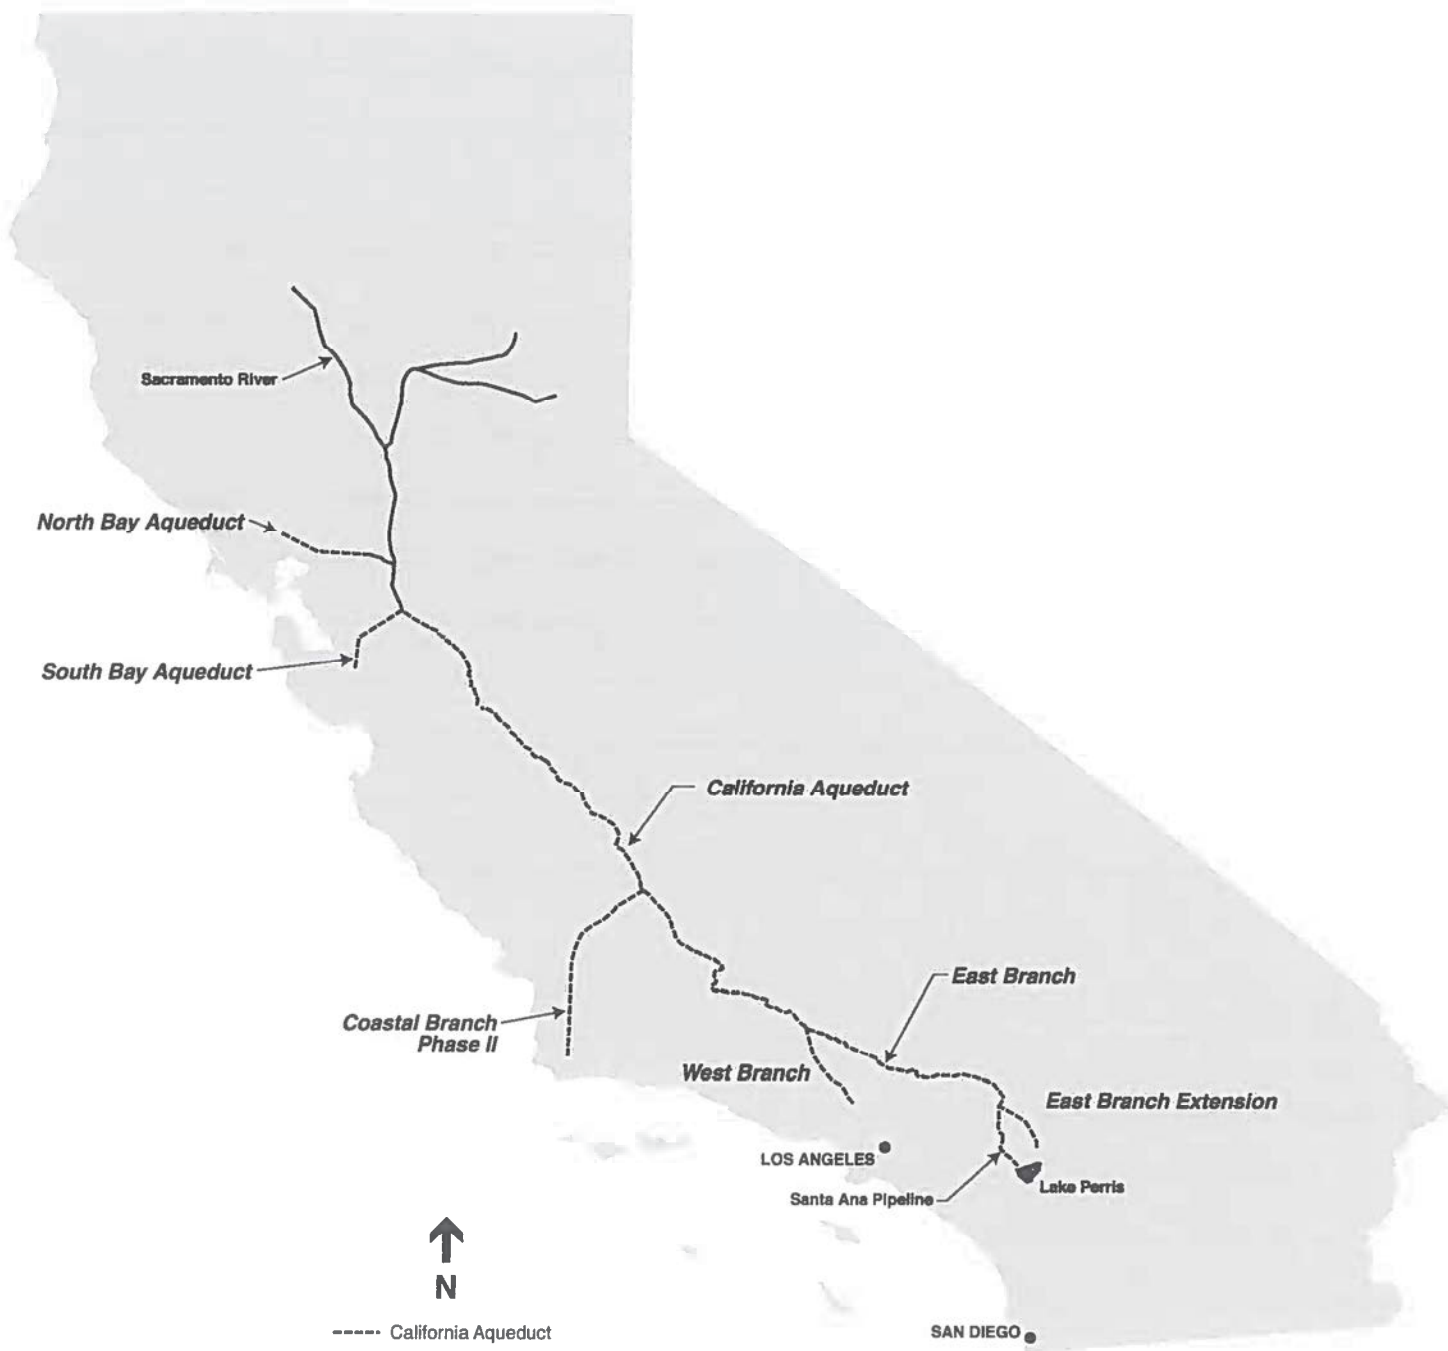 Sacramento River
North Bay Aqueduct
South Bay Aqueduct
California Aqueduct
East Branch
Coastal Branch
Phase II
West Branch
East Branch Extension
LOS ANGELES
Lake Perris
Santa Ana Pipeline
N
California Aqueduct
SAN DIEGO